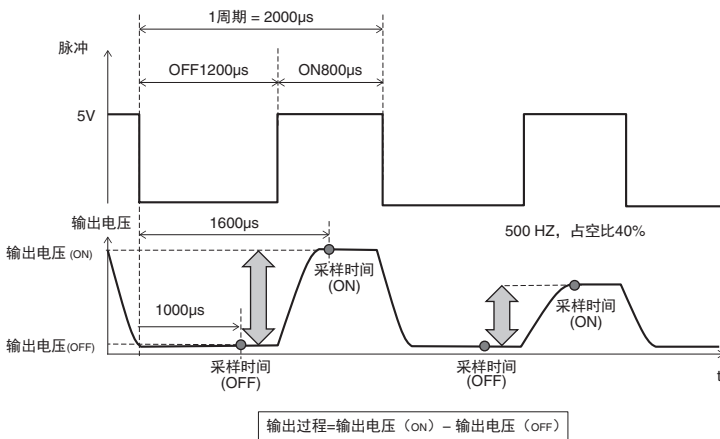 1周期 = 2000μs
脉冲
OFF1200μs
ON800μs
5V
输出电压
1600μs
500 HZ，占空比40%
输出电压 (ON)
采样时间
(ON)
采样时间
(ON)
1000μs
输出电压(OFF)
采样时间
(OFF)
采样时间
(OFF)
t
输出过程=输出电压（ON）− 输出电压（OFF）